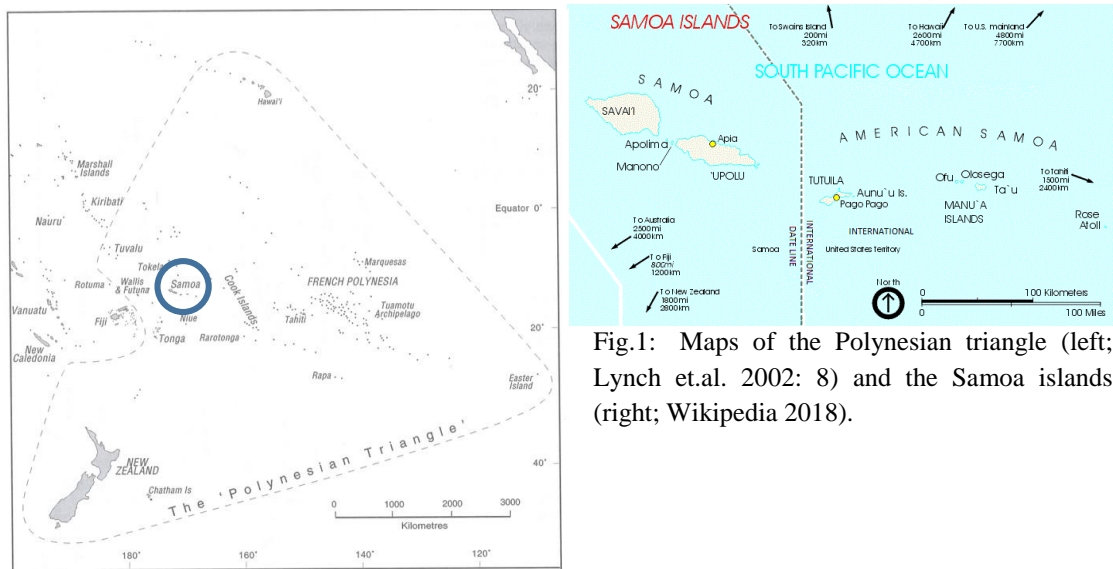 Hawai'i
20˚
Marshall
Islands
Kiribati
Nauru
Equator 0˚
Tuvalu
Tokelau
Marquesas
Rotuma
Wallis
& Futuna
Samoa
FRENCH POLYNESIA
Cook Islands
Vanuatu
Fiji
Niue
Tahiti
Tuamotu
Archipelago
New
Caledonia
Tonga
Rarotonga
20˚
Rapa
Easter
Island
NEW
ZEALAND
Chatham Is
The 'Polynesian Triangle'
40˚
0 1000 2000 3000
Kilometres
180˚ 160˚ 140˚ 120˚
SAMOA ISLANDS
To Swains Island
200mi
320km
To Hawaii
2600mi
4700km
To U.S. mainland
4800mi
7700km
SOUTH PACIFIC OCEAN
SAMOA
SAVAI'I
Apolima
Manono
Apia
'UPOLU
AMERICAN SAMOA
TUTUILA
Aunu`u Is.
Pago Pago
Ofu
Olosega
Ta`u
MANU'A
ISLANDS
To Tahiti
1500mi
2400km
Rose
Atoll
To Australia
2500mi
4000km
To Fiji
800mi
1200km
To New Zealand
1800mi
2800km
INTERNATIONAL
DATE LINE
INTERNATIONAL
Samoa
United States Territory
North
0 100 Kilometers
0 100 Miles
Fig.1: Maps of the Polynesian triangle (left;
Lynch et.al. 2002: 8) and the Samoa islands
(right; Wikipedia 2018).